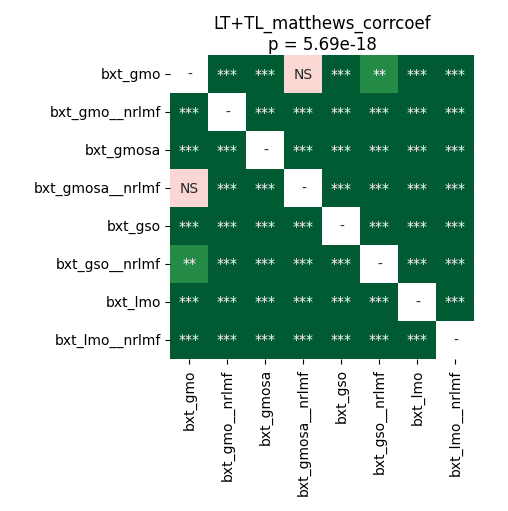 LT+TL_matthews_corrcoef
p = 5.69e-18
bxt_gmo - *** *** NS *** ** *** ***
bxt_gmo__nrlmf *** - *** *** *** *** *** ***
bxt_gmosa *** *** - *** *** *** *** ***
bxt_gmosa__nrlmf NS *** *** - *** *** *** ***
bxt_gso *** *** *** *** - *** *** ***
bxt_gso__nrlmf ** *** *** *** *** - *** ***
bxt_lmo *** *** *** *** *** *** - ***
bxt_lmo__nrlmf *** *** *** *** *** *** *** -
bxt_gmo
bxt_gmo__nrlmf
bxt_gmosa
bxt_gmosa__nrlmf
bxt_gso
bxt_gso__nrlmf
bxt_lmo
bxt_lmo__nrlmf